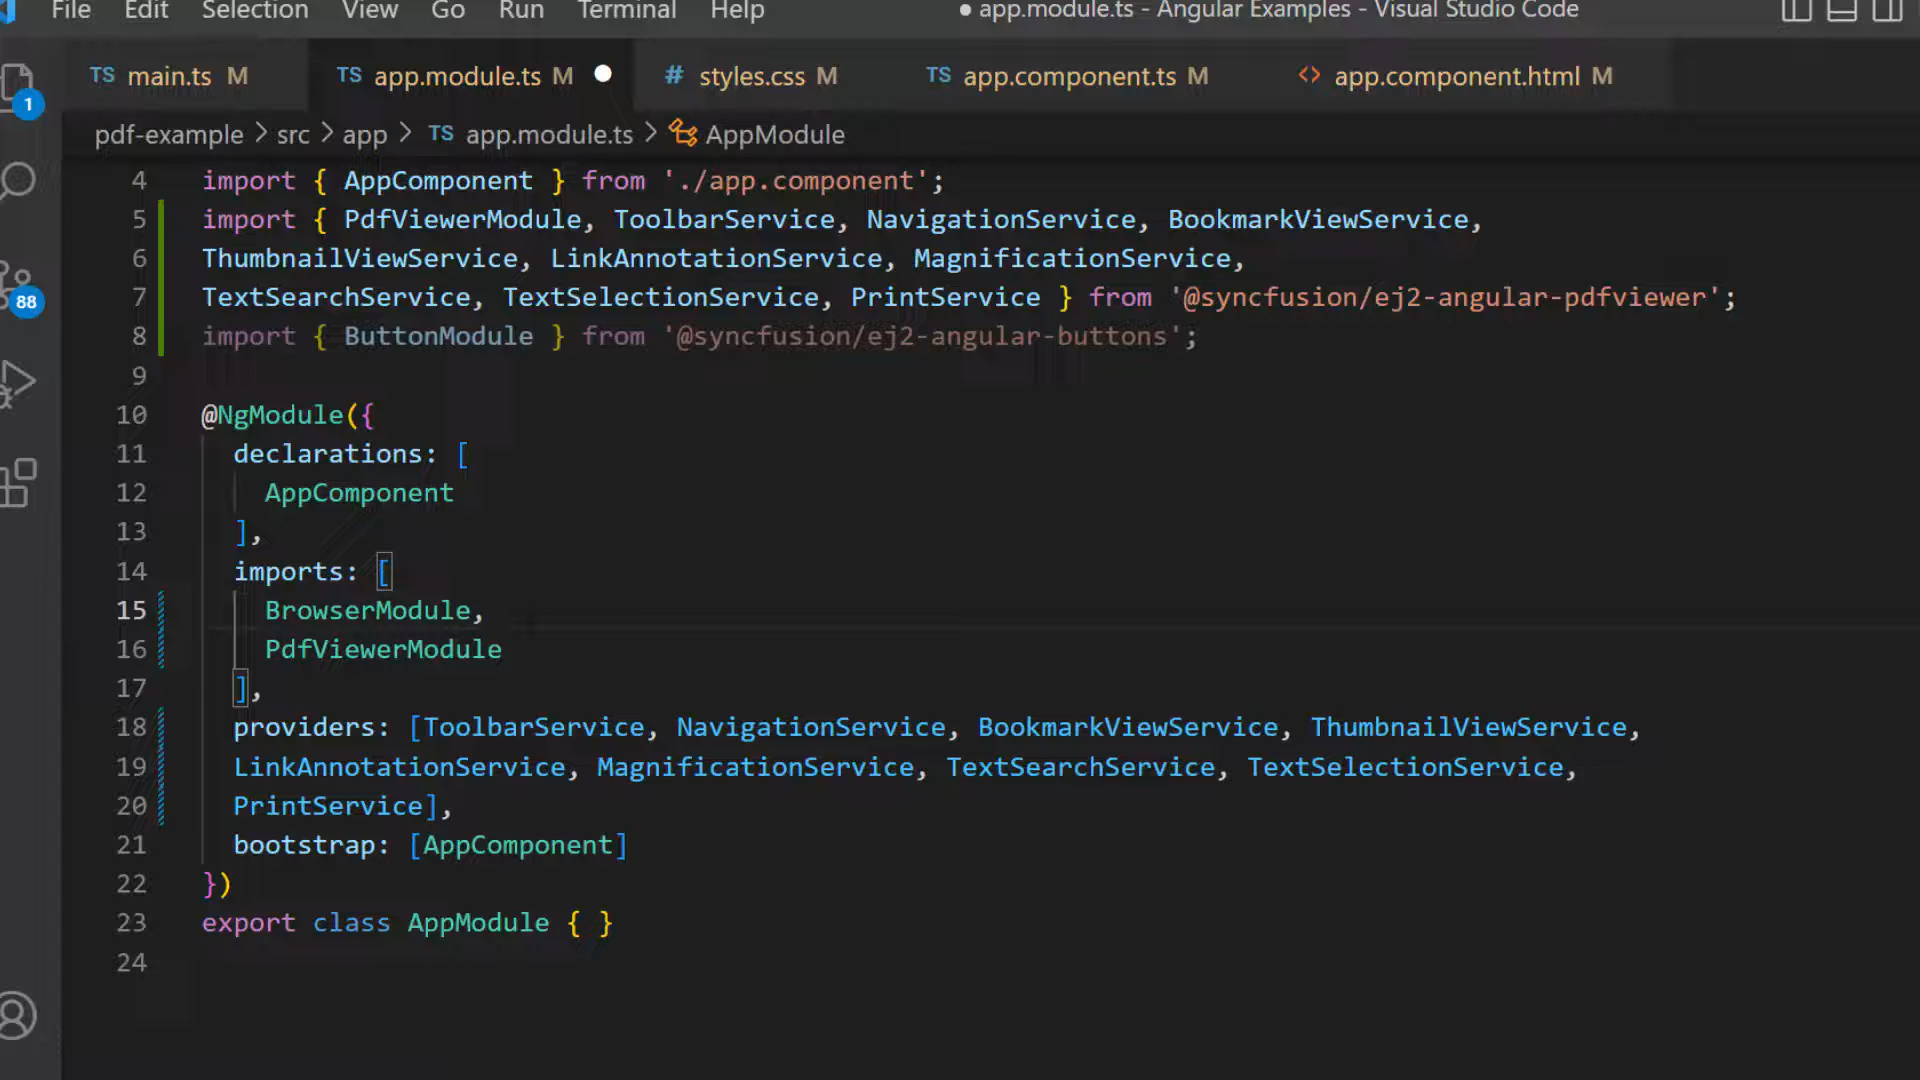 File Edit Selection View Go Run Terminal Help ● app.module.ts - Angular Examples - Visual Studio Code
TS main.ts M TS app.module.ts M ● # styles.css M TS app.component.ts M <> app.component.html M
1
pdf-example > src > app > TS app.module.ts > AppModule
88
4 import { AppComponent } from './app.component';
5 import { PdfViewerModule, ToolbarService, NavigationService, BookmarkViewService,
6 ThumbnailViewService, LinkAnnotationService, MagnificationService,
7 TextSearchService, TextSelectionService, PrintService } from '@syncfusion/ej2-angular-pdfviewer';
8 import { ButtonModule } from '@syncfusion/ej2-angular-buttons';
9
10 @NgModule({
11 declarations: [
12 AppComponent
13 ],
14 imports: [
15 BrowserModule,
16 PdfViewerModule
17 ],
18 providers: [ToolbarService, NavigationService, BookmarkViewService, ThumbnailViewService,
19 LinkAnnotationService, MagnificationService, TextSearchService, TextSelectionService,
20 PrintService],
21 bootstrap: [AppComponent]
22 })
23 export class AppModule { }
24